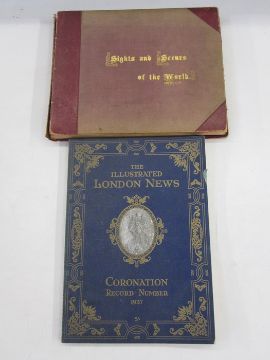 Sights and Scenes
of the World
THE
ILLUSTRATED
LONDON NEWS
CORONATION
RECORD NUMBER
1937